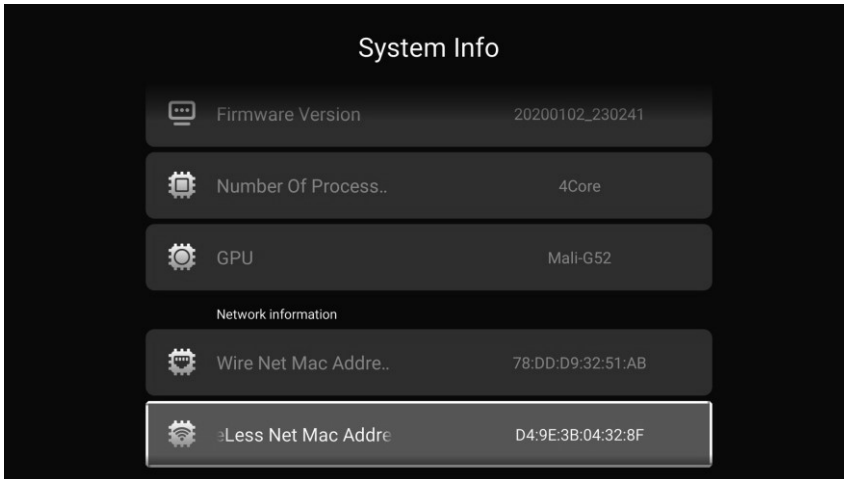 System Info
Firmware Version 20200102_230241
Number Of Process.. 4Core
GPU Mali-G52
Network information
Wire Net Mac Addre.. 78:DD:D9:32:51:AB
eLess Net Mac Addre D4:9E:3B:04:32:8F